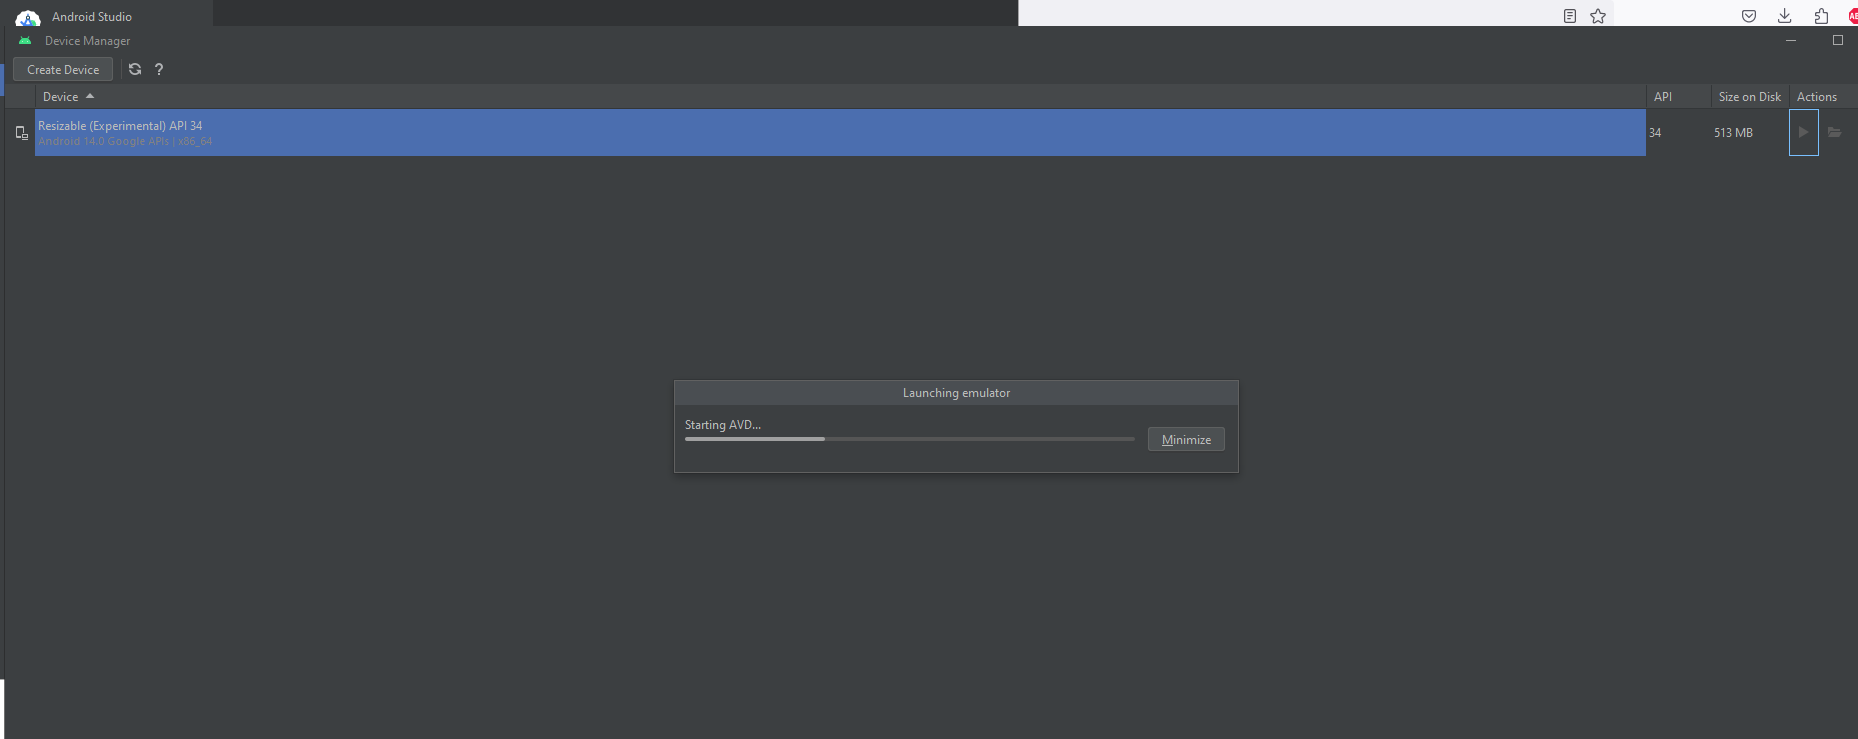 Android Studio
Device Manager
Create Device
?
Device
API
Size on Disk
Actions
Resizable (Experimental) API 34
Android 14.0 Google APIs | x86_64
34
513 MB
Launching emulator
Starting AVD...
Minimize